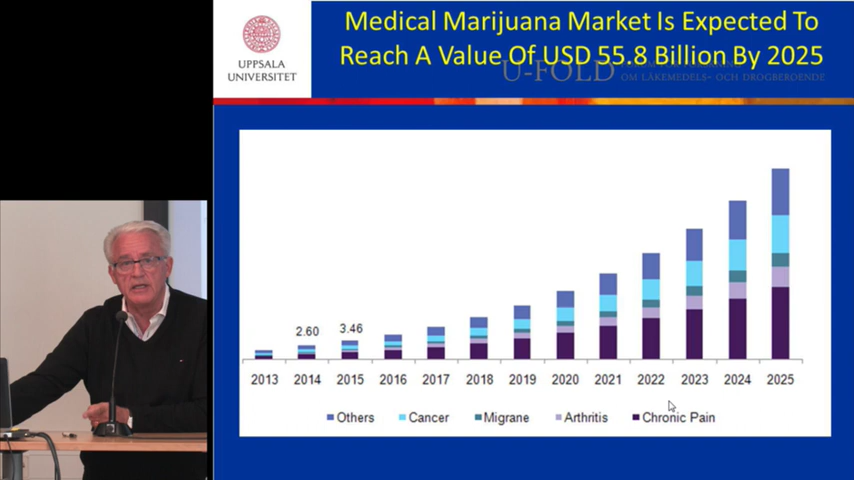 UPPSALA
UNIVERSITET
Medical Marijuana Market Is Expected To
Reach A Value Of USD 55.8 Billion By 2025
U-FOLD
OM LÄKEMEDELS- OCH DROGBEROENDE
2.60
3.46
2013 2014 2015 2016 2017 2018 2019 2020 2021 2022 2023 2024 2025
Others Cancer Migrane Arthritis Chronic Pain